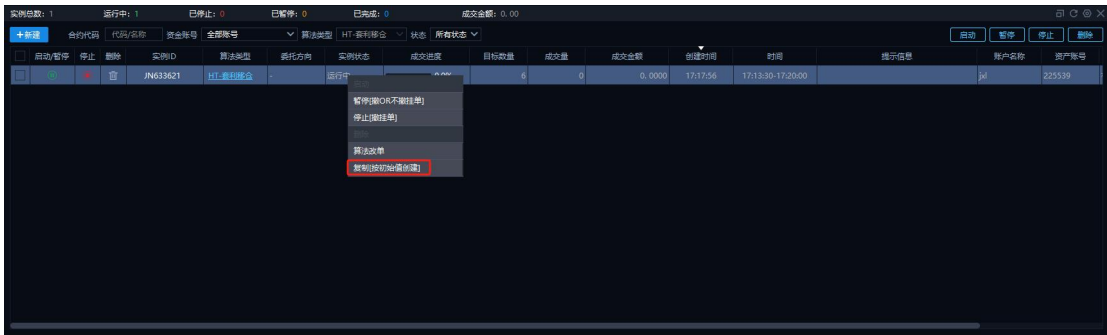 实例总数: 1 运行中: 1 已停止: 0 已暂停: 0 已完成: 0 成交金额: 0.00
+新建 合约代码 代码/名称 资金账号 全部账号 算法类型 HT-套利移仓 状态 所有状态 启动 暂停 停止 删除
启动/暂停 停止 删除 实例ID 算法类型 委托方向 实例状态 成交进度 目标数量 成交量 成交金额 创建时间 时间 提示信息 账户名称 资产账号
JN633621 HT-套利移仓 - 运行中 0.0% 6 0 0.0000 17:17:56 17:13:30-17:20:00 jxl 225539
启动
暂停[撤OR不撤挂单]
停止[撤挂单]
删除
算法改单
复制[按初始值创建]